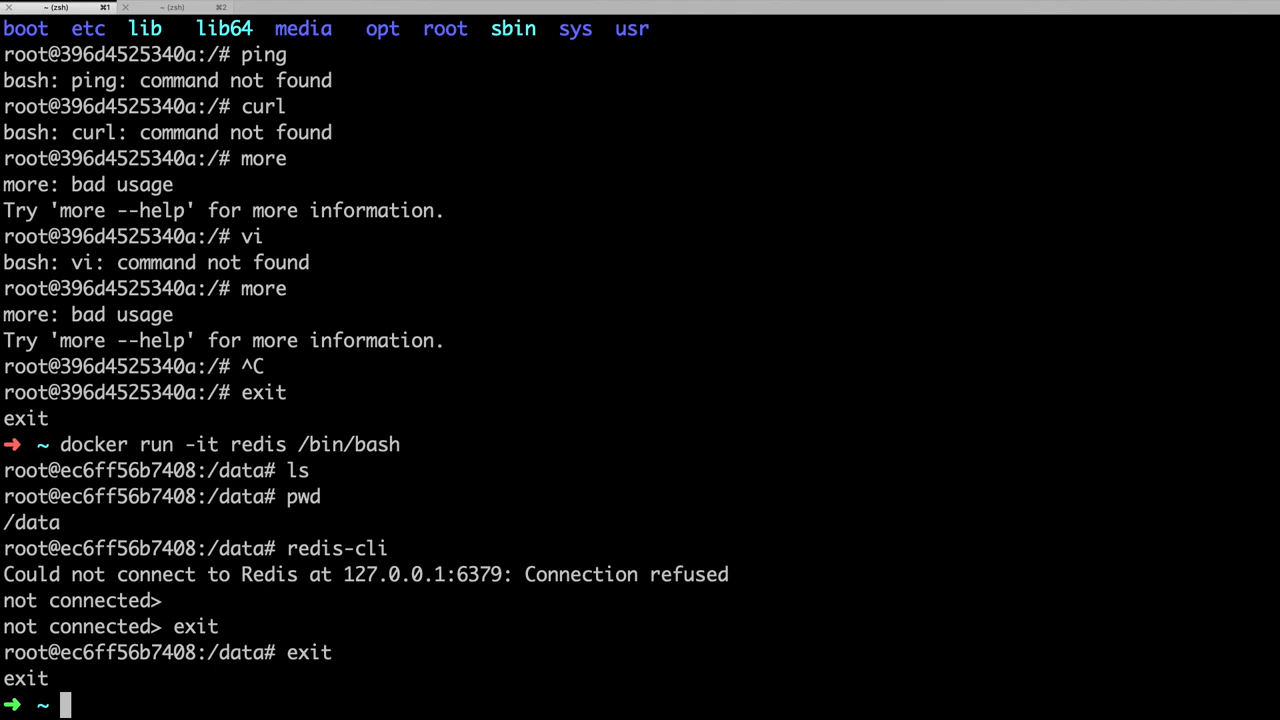 ~ (zsh) ⌘1 ~ (zsh) ⌘2
boot etc lib lib64 media opt root sbin sys usr
root@396d4525340a:/# ping
bash: ping: command not found
root@396d4525340a:/# curl
bash: curl: command not found
root@396d4525340a:/# more
more: bad usage
Try 'more --help' for more information.
root@396d4525340a:/# vi
bash: vi: command not found
root@396d4525340a:/# more
more: bad usage
Try 'more --help' for more information.
root@396d4525340a:/# ^C
root@396d4525340a:/# exit
exit
➜ ~ docker run -it redis /bin/bash
root@ec6ff56b7408:/data# ls
root@ec6ff56b7408:/data# pwd
/data
root@ec6ff56b7408:/data# redis-cli
Could not connect to Redis at 127.0.0.1:6379: Connection refused
not connected>
not connected> exit
root@ec6ff56b7408:/data# exit
exit
➜ ~